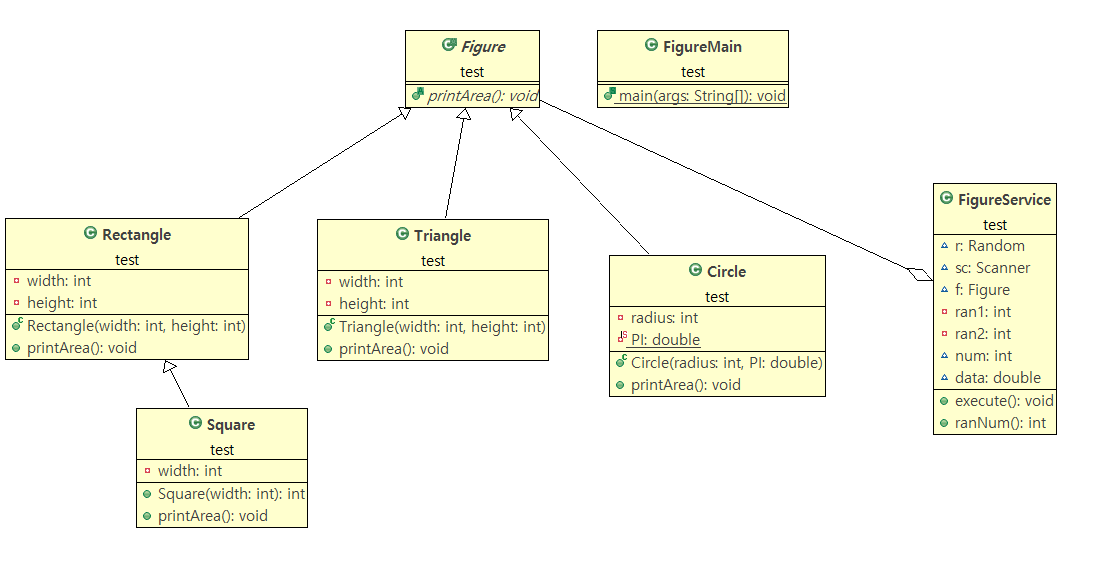 Figure
test
printArea(): void
FigureMain
test
main(args: String[]): void
Rectangle
test
width: int
height: int
Rectangle(width: int, height: int)
printArea(): void
Triangle
test
width: int
height: int
Triangle(width: int, height: int)
printArea(): void
Circle
test
radius: int
PI: double
Circle(radius: int, PI: double)
printArea(): void
FigureService
test
r: Random
sc: Scanner
f: Figure
ran1: int
ran2: int
num: int
data: double
execute(): void
ranNum(): int
Square
test
width: int
Square(width: int): int
printArea(): void